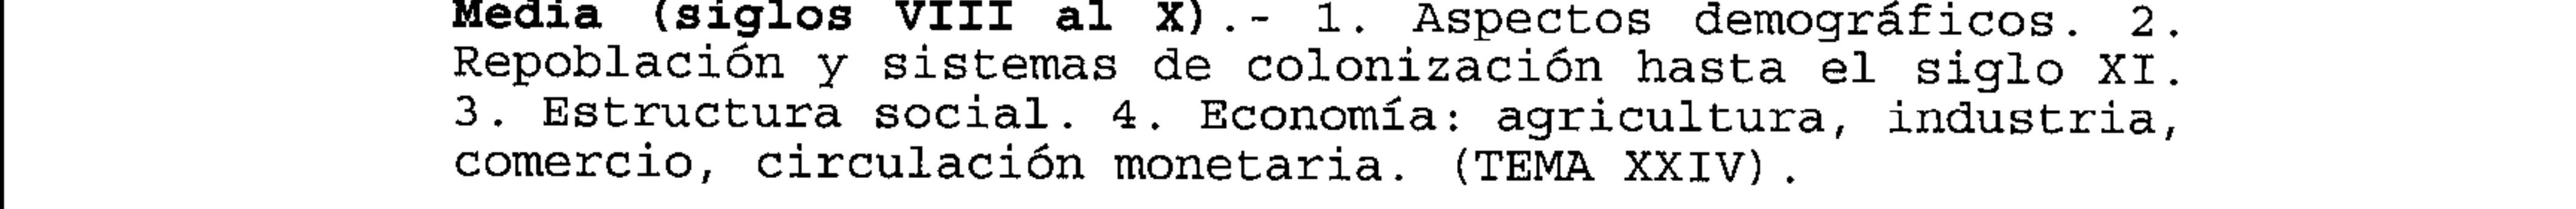 Media (siglos VIII al X).- 1. Aspectos demográficos. 2.
Repoblación y sistemas de colonización hasta el siglo XI.
3. Estructura social. 4. Economía: agricultura, industria,
comercio, circulación monetaria. (TEMA XXIV).